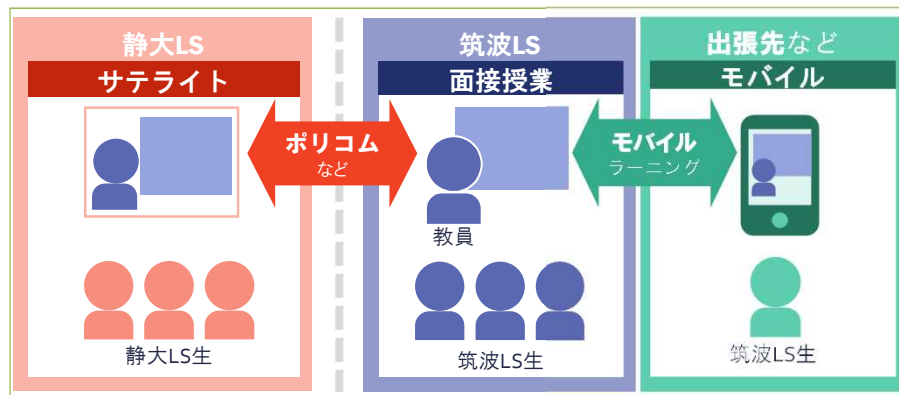 静大LS
サテライト
静大LS生
ポリコム
など
筑波LS
面接授業
教員
筑波LS生
モバイル
ラーニング
出張先など
モバイル
筑波LS生